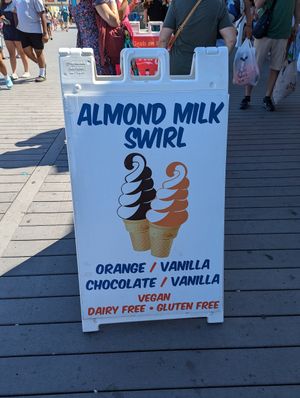 ALMOND MILK
SWIRL
ORANGE / VANILLA
CHOCOLATE / VANILLA
VEGAN
DAIRY FREE • GLUTEN FREE